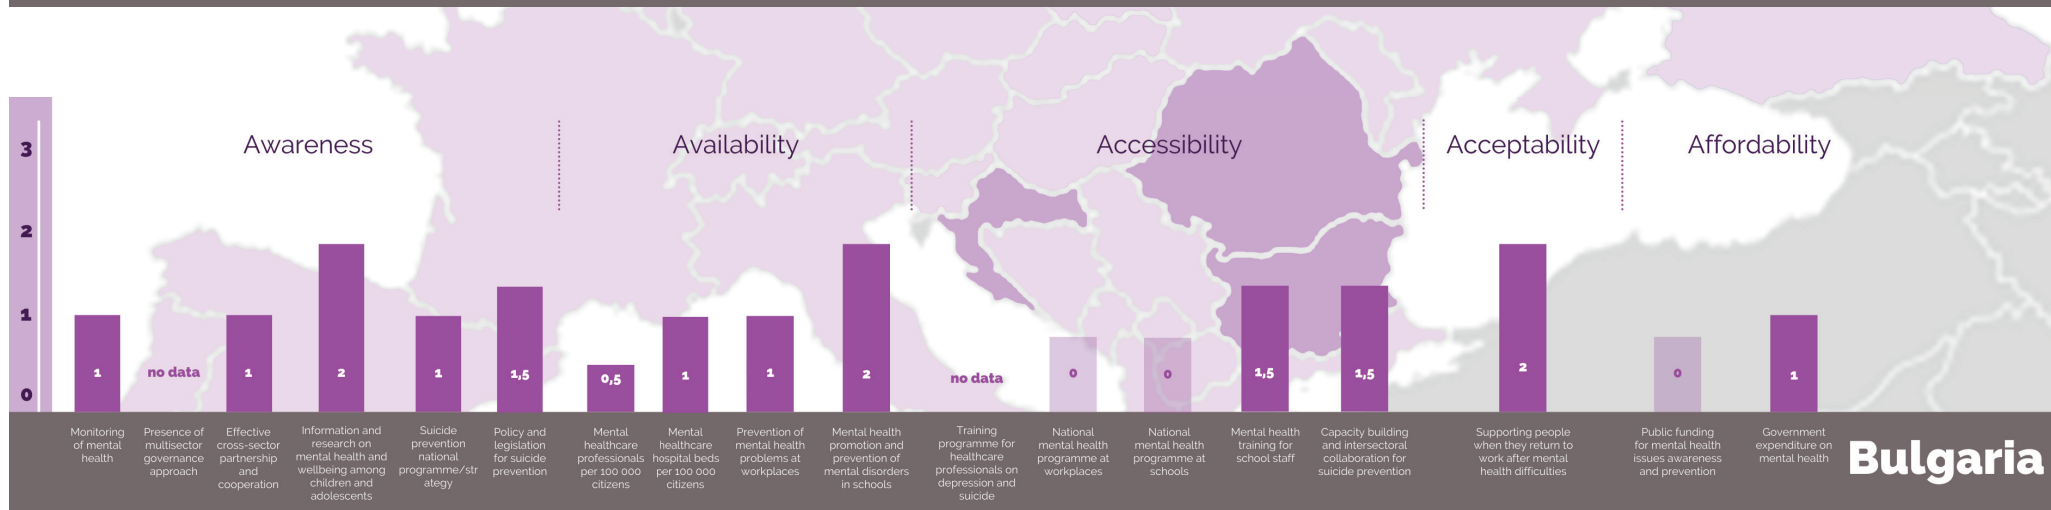 Awareness
Availability
Accessibility
Acceptability
Affordability
3
2
1
0
1
no data
1
2
1
1,5
0,5
1
1
2
no data
0
0
1,5
1,5
2
0
1
Monitoring
of mental
health
Presence of
multisector
governance
approach
Effective
cross-sector
partnership
and
cooperation
Information and
research on
mental health and
wellbeing among
children and
adolescents
Suicide
prevention
national
programme/str
ategy
Policy and
legislation
for suicide
prevention
Mental
healthcare
professionals
per 100 000
citizens
Mental
healthcare
hospital beds
per 100 000
citizens
Prevention of
mental health
problems at
workplaces
Mental health
promotion and
prevention of
mental disorders
in schools
Training
programme for
healthcare
professionals on
depression and
suicide
National
mental health
programme at
workplaces
National
mental health
programme at
schools
Mental health
training for
school staff
Capacity building
and intersectoral
collaboration for
suicide prevention
Supporting people
when they return to
work after mental
health difficulties
Public funding
for mental health
issues awareness
and prevention
Government
expenditure on
mental health
Bulgaria